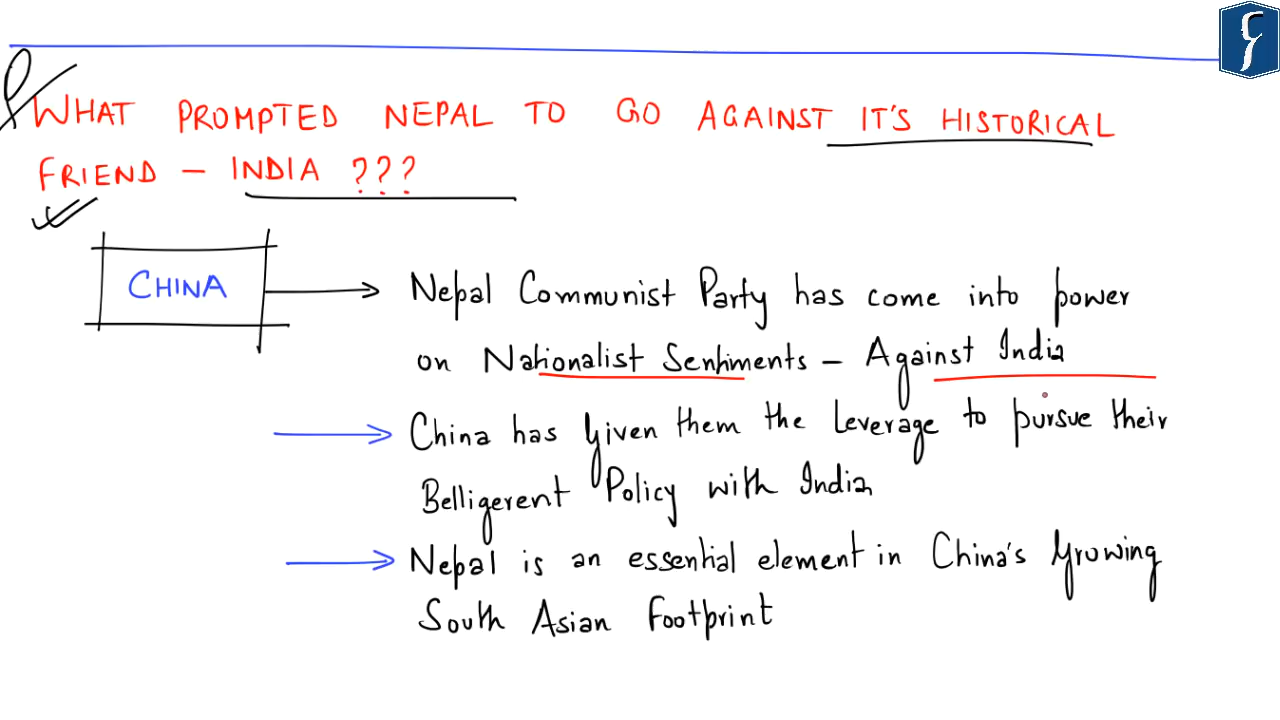 WHAT PROMPTED NEPAL TO GO AGAINST IT'S HISTORICAL
FRIEND - INDIA ???
CHINA
Nepal Communist Party has come into power
on Nationalist Sentiments - Against India
China has given them the leverage to pursue their
Belligerent Policy with India
Nepal is an essential element in China's growing
South Asian Footprint